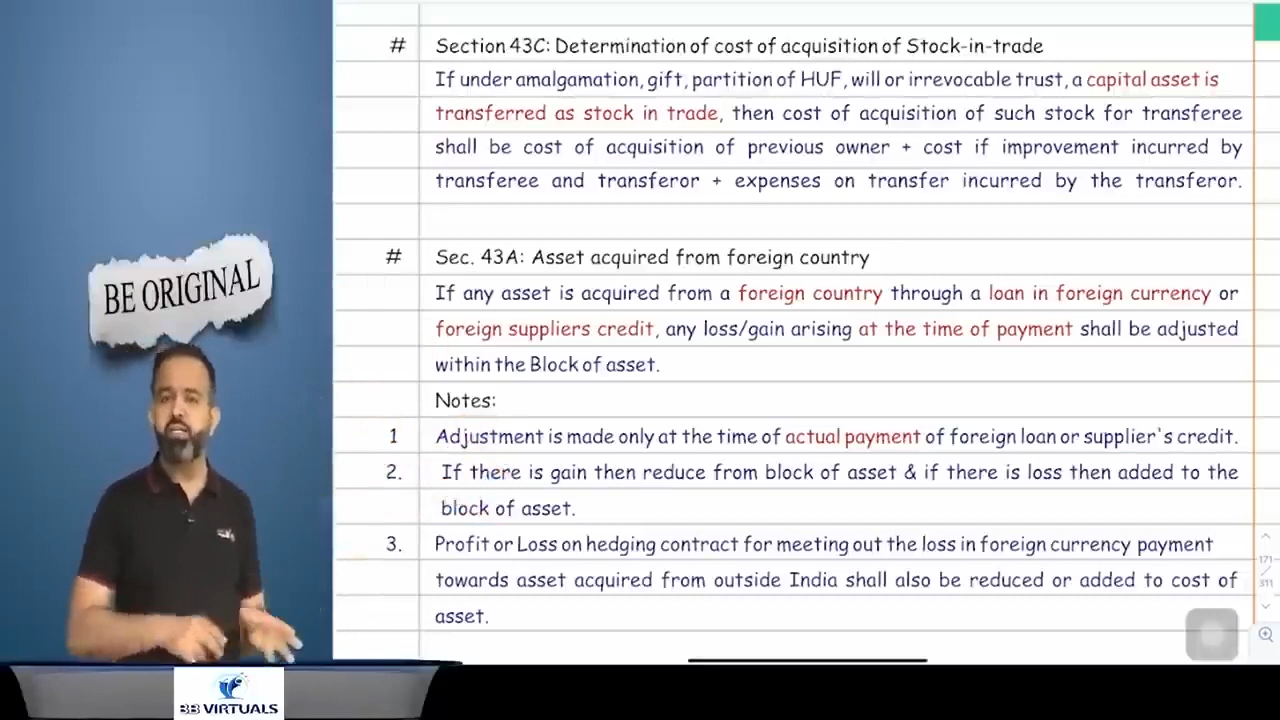 # Section 43C: Determination of cost of acquisition of Stock-in-trade
If under amalgamation, gift, partition of HUF, will or irrevocable trust, a capital asset is
transferred as stock in trade, then cost of acquisition of such stock for transferee
shall be cost of acquisition of previous owner + cost if improvement incurred by
transferee and transferor + expenses on transfer incurred by the transferor.
# Sec. 43A: Asset acquired from foreign country
If any asset is acquired from a foreign country through a loan in foreign currency or
foreign suppliers credit, any loss/gain arising at the time of payment shall be adjusted
within the Block of asset.
Notes:
1 Adjustment is made only at the time of actual payment of foreign loan or supplier's credit.
2. If there is gain then reduce from block of asset & if there is loss then added to the
block of asset.
3. Profit or Loss on hedging contract for meeting out the loss in foreign currency payment
towards asset acquired from outside India shall also be reduced or added to cost of
asset.
171
/
311
BE ORIGINAL
BB VIRTUALS